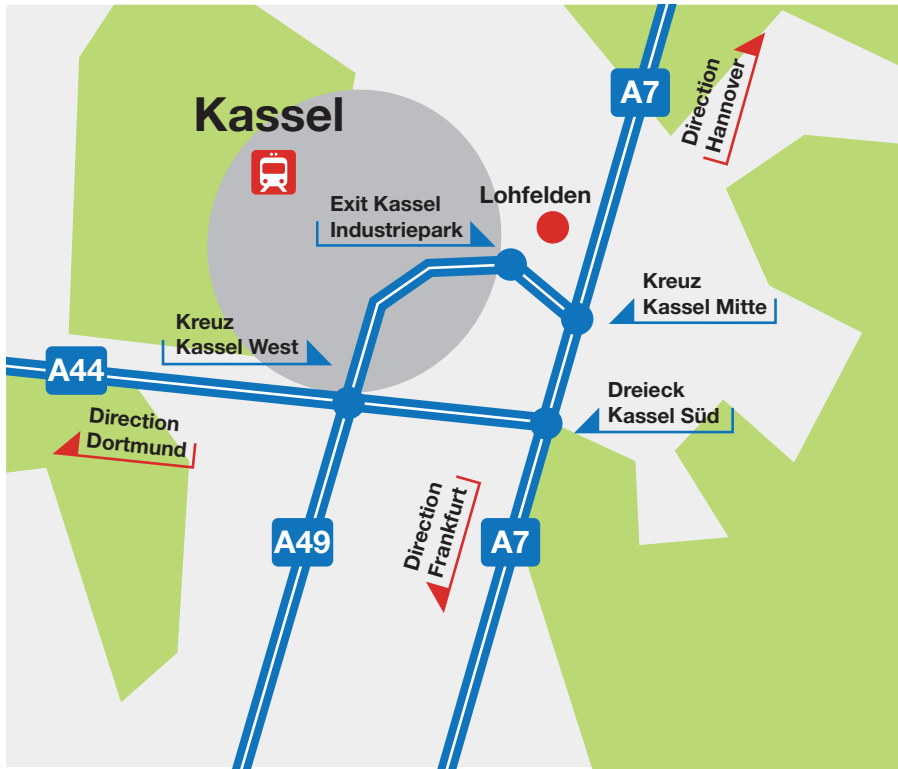 A7
Direction
Hannover
Kassel
Lohfelden
Exit Kassel
Industriepark
Kreuz
Kassel Mitte
Kreuz
Kassel West
A44
Dreieck
Kassel Süd
Direction
Dortmund
Direction
Frankfurt
A49
A7